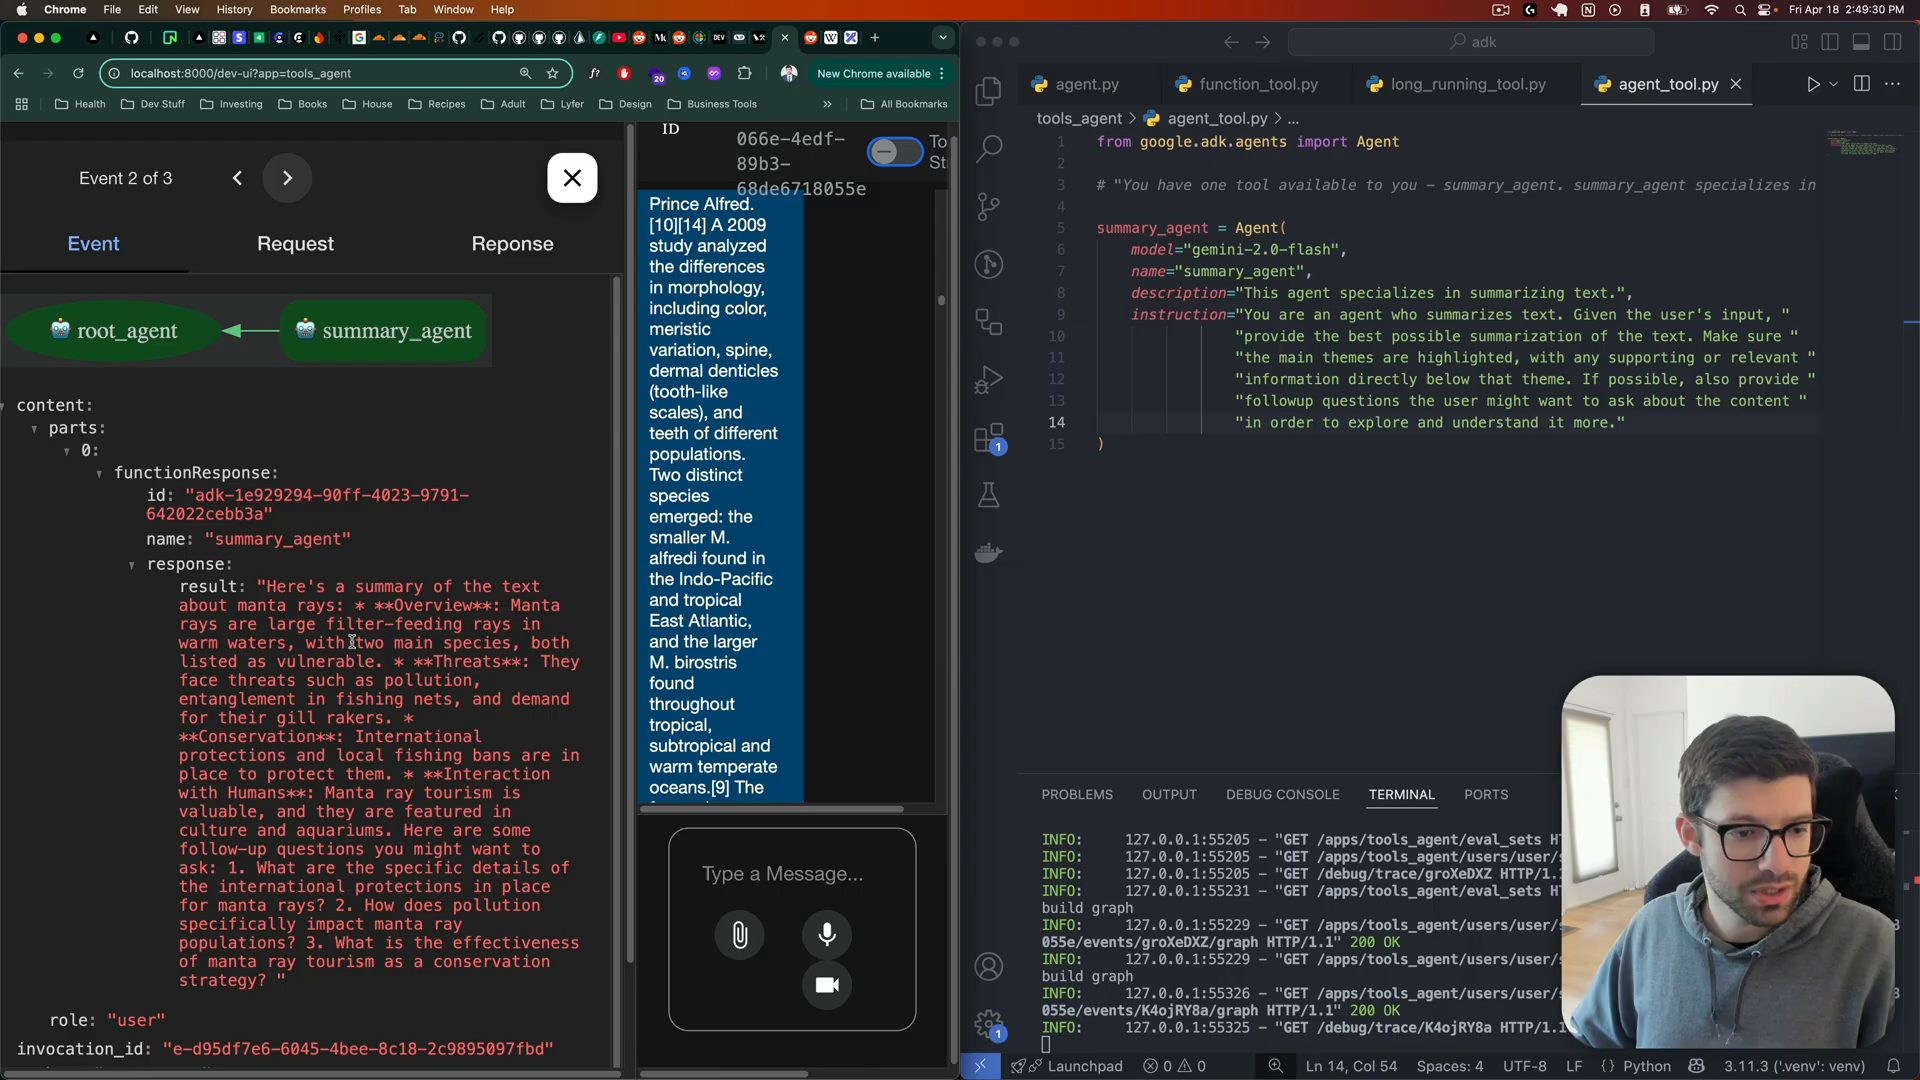 Chrome File Edit View History Bookmarks Profiles Tab Window Help
Fri Apr 18 2:49:30 PM
localhost:8000/dev-ui?app=tools_agent
20
New Chrome available
Health Dev Stuff Investing Books House Recipes Adult Lyfer Design Business Tools » All Bookmarks
Event 2 of 3
Event Request Reponse
root_agent
summary_agent
content:
parts:
0:
functionResponse:
id: "adk-1e929294-90ff-4023-9791-
642022cebb3a"
name: "summary_agent"
response:
result: "Here's a summary of the text
about manta rays: * **Overview**: Manta
rays are large filter-feeding rays in
warm waters, with two main species, both
listed as vulnerable. * **Threats**: They
face threats such as pollution,
entanglement in fishing nets, and demand
for their gill rakers. *
**Conservation**: International
protections and local fishing bans are in
place to protect them. * **Interaction
with Humans**: Manta ray tourism is
valuable, and they are featured in
culture and aquariums. Here are some
follow-up questions you might want to
ask: 1. What are the specific details of
the international protections in place
for manta rays? 2. How does pollution
specifically impact manta ray
populations? 3. What is the effectiveness
of manta ray tourism as a conservation
strategy? "
role: "user"
invocation_id: "e-d95df7e6-6045-4bee-8c18-2c9895097fbd"
ID
066e-4edf-
89b3-
68de6718055e
To
St
Prince Alfred.
[10][14] A 2009
study analyzed
the differences
in morphology,
including color,
meristic
variation, spine,
dermal denticles
(tooth-like
scales), and
teeth of different
populations.
Two distinct
species
emerged: the
smaller M.
alfredi found in
the Indo-Pacific
and tropical
East Atlantic,
and the larger
M. birostris
found
throughout
tropical,
subtropical and
warm temperate
oceans.[9] The
Type a Message...
adk
agent.py function_tool.py long_running_tool.py agent_tool.py
tools_agent > agent_tool.py > ...
1 from google.adk.agents import Agent
2
3 # "You have one tool available to you - summary_agent. summary_agent specializes in
4
5 summary_agent = Agent(
6 model="gemini-2.0-flash",
7 name="summary_agent",
8 description="This agent specializes in summarizing text.",
9 instruction="You are an agent who summarizes text. Given the user's input, "
10 "provide the best possible summarization of the text. Make sure "
11 "the main themes are highlighted, with any supporting or relevant "
12 "information directly below that theme. If possible, also provide "
13 "followup questions the user might want to ask about the content "
14 "in order to explore and understand it more."
15 )
1
1
PROBLEMS OUTPUT DEBUG CONSOLE TERMINAL PORTS
INFO: 127.0.0.1:55205 - "GET /apps/tools_agent/eval_sets HT
INFO: 127.0.0.1:55205 - "GET /apps/tools_agent/users/user/s
INFO: 127.0.0.1:55205 - "GET /debug/trace/groXeDXZ HTTP/1.1
INFO: 127.0.0.1:55231 - "GET /apps/tools_agent/eval_sets HT
build graph
INFO: 127.0.0.1:55229 - "GET /apps/tools_agent/users/user/s
055e/events/groXeDXZ/graph HTTP/1.1" 200 OK
INFO: 127.0.0.1:55229 - "GET /apps/tools_agent/users/user/s
build graph
INFO: 127.0.0.1:55326 - "GET /apps/tools_agent/users/user/s
055e/events/K4ojRY8a/graph HTTP/1.1" 200 OK
INFO: 127.0.0.1:55325 - "GET /debug/trace/K4ojRY8a HTTP/1.1
Launchpad 0 0 Ln 14, Col 54 Spaces: 4 UTF-8 LF Python 3.11.3 ('.venv': venv)